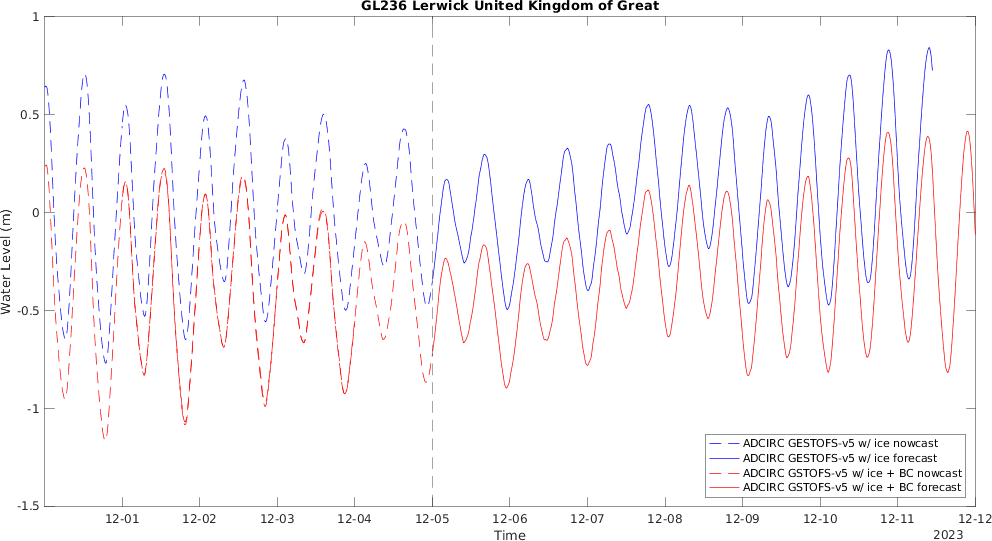 GL236 Lerwick United Kingdom of Great
Water Level (m)
1
0.5
0
-0.5
-1
-1.5
ADCIRC GESTOFS-v5 w/ ice nowcast
ADCIRC GESTOFS-v5 w/ ice forecast
ADCIRC GSTOFS-v5 w/ ice + BC nowcast
ADCIRC GSTOFS-v5 w/ ice + BC forecast
12-01 12-02 12-03 12-04 12-05 12-06 12-07 12-08 12-09 12-10 12-11 12-12
Time
2023